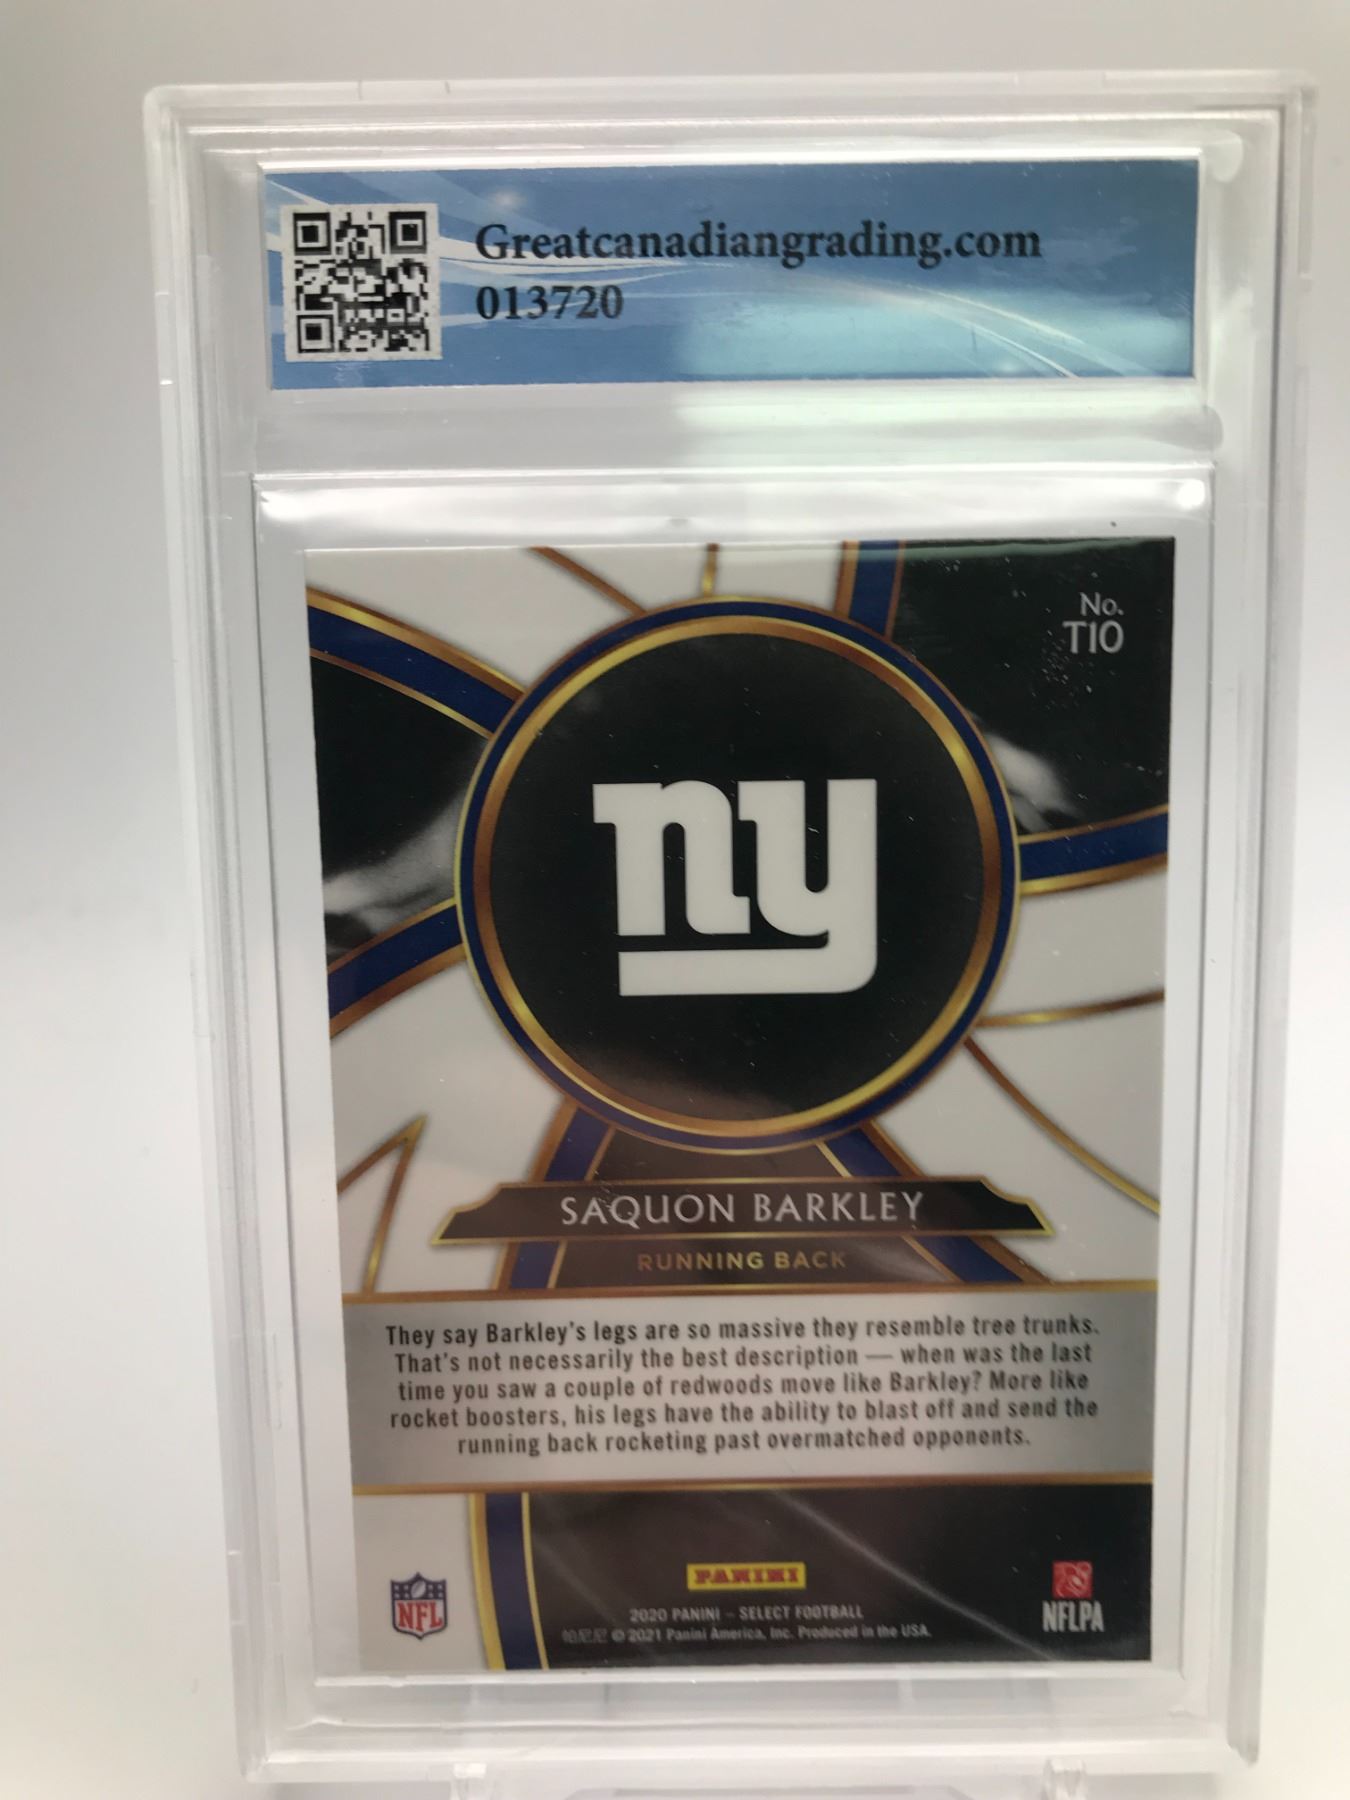 Greatcanadiangrading.com
013720
No.
T10
ny
SAQUON BARKLEY
RUNNING BACK
They say Barkley's legs are so massive they resemble tree trunks.
That's not necessarily the best description — when was the last
time you saw a couple of redwoods move like Barkley? More like
rocket boosters, his legs have the ability to blast off and send the
running back rocketing past overmatched opponents.
NFL
PANINI
2020 PANINI – SELECT FOOTBALL
帕尼尼 © 2021 Panini America, Inc. Produced in the USA.
NFLPA